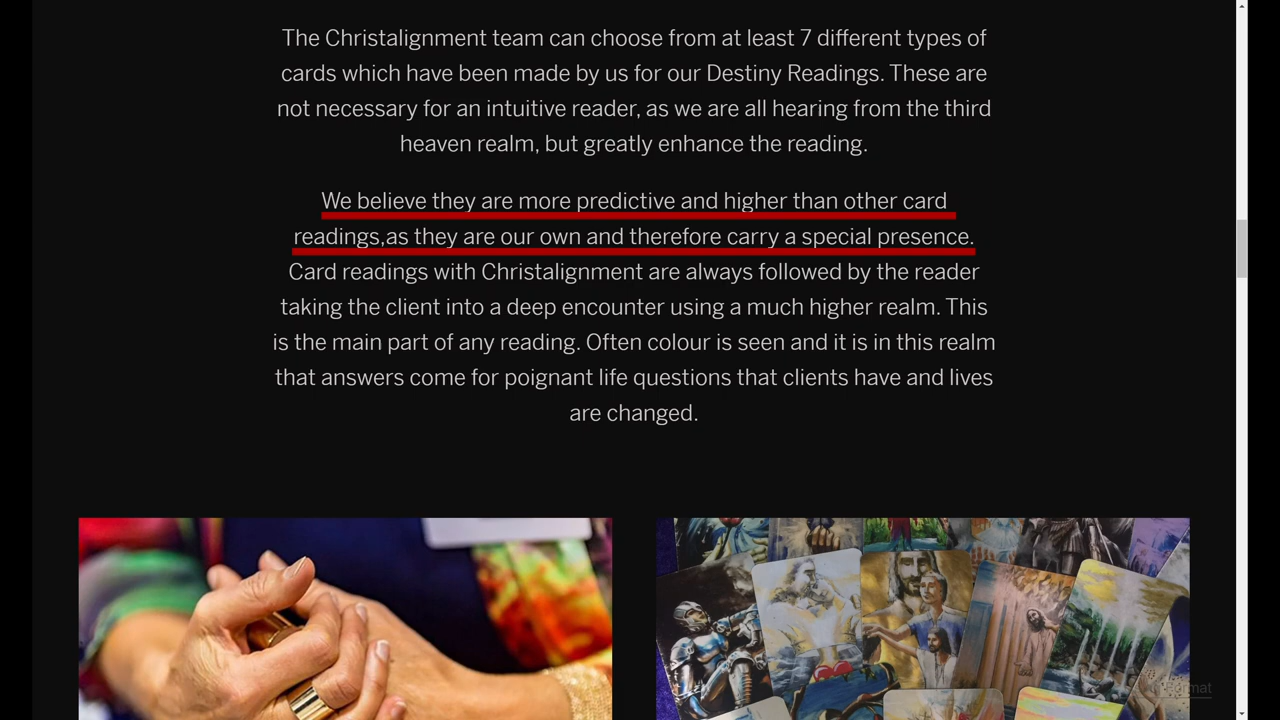 The Christalignment team can choose from at least 7 different types of
cards which have been made by us for our Destiny Readings. These are
not necessary for an intuitive reader, as we are all hearing from the third
heaven realm, but greatly enhance the reading.
We believe they are more predictive and higher than other card
readings,as they are our own and therefore carry a special presence.
Card readings with Christalignment are always followed by the reader
taking the client into a deep encounter using a much higher realm. This
is the main part of any reading. Often colour is seen and it is in this realm
that answers come for poignant life questions that clients have and lives
are changed.